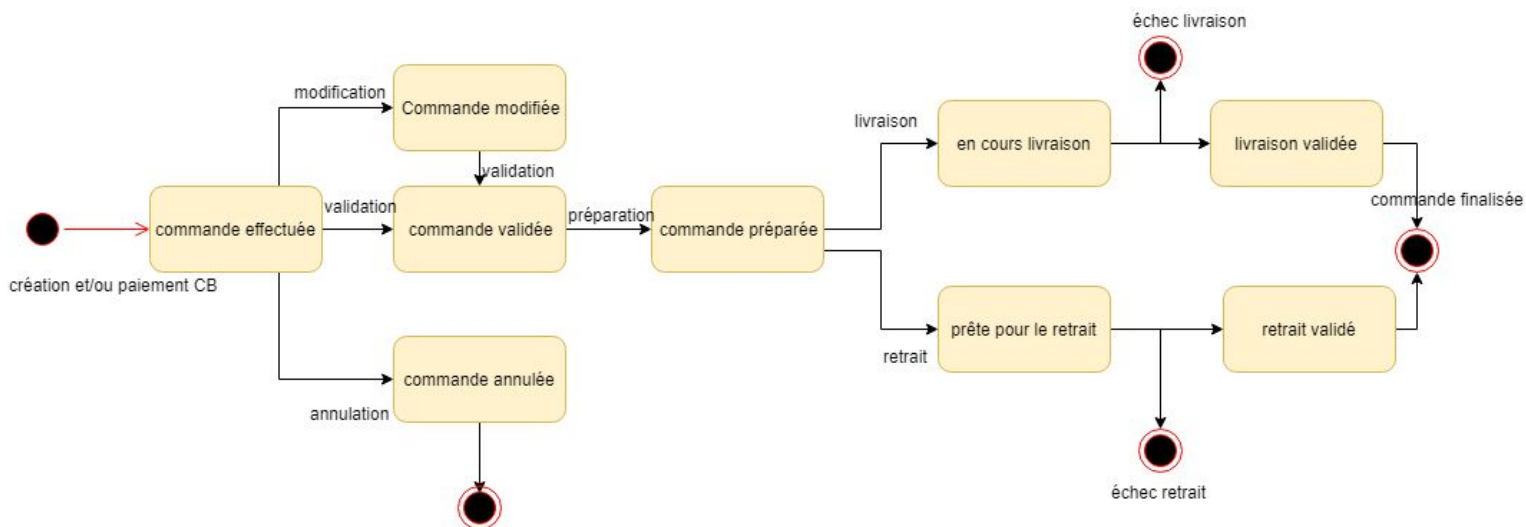 échec livraison
modification
Commande modifiée
livraison
en cours livraison
livraison validée
validation
validation
commande effectuée
commande validée
préparation
commande préparée
commande finalisée
création et/ou paiement CB
prête pour le retrait
retrait validé
retrait
commande annulée
annulation
échec retrait